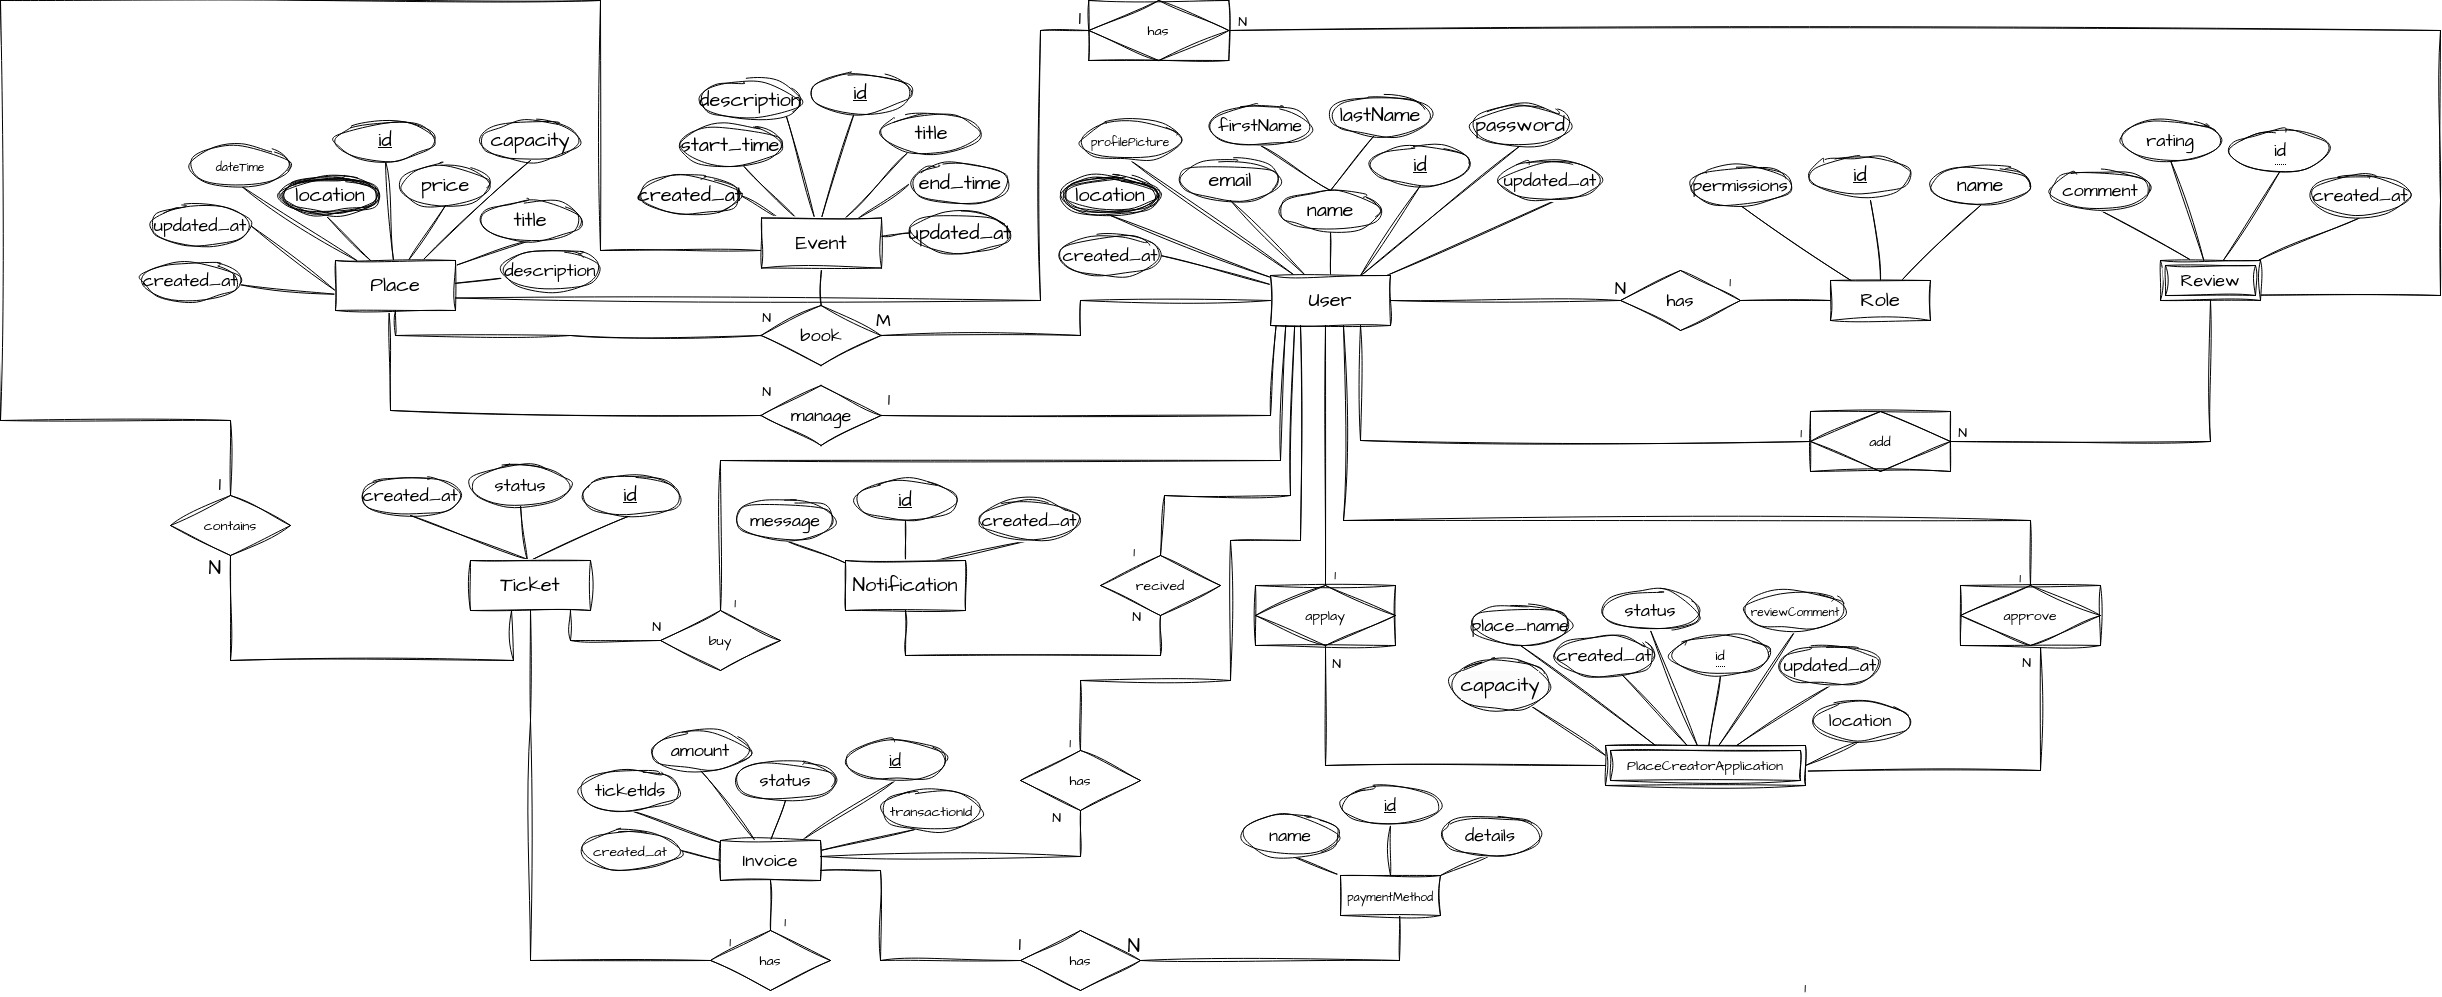 has
I
N
description
id
title
start_time
end_time
created_at
updated_at
Event
dateTime
id
capacity
location
price
updated_at
title
created_at
description
Place
profilePicture
firstName
lastName
password
email
id
updated_at
location
name
created_at
User
N
has
I
permissions
id
name
Role
rating
id
comment
created_at
Review
N
book
M
N
manage
I
I
add
N
I
contains
N
created_at
status
id
Ticket
message
id
created_at
Notification
I
recived
N
I
buy
N
I
applay
N
I
approve
N
place_name
status
reviewComment
created_at
id
updated_at
capacity
location
PlaceCreatorApplication
I
has
N
amount
id
ticketIds
status
transactionId
created_at
Invoice
name
id
details
paymentMethod
I
I
has
I
has
N
I